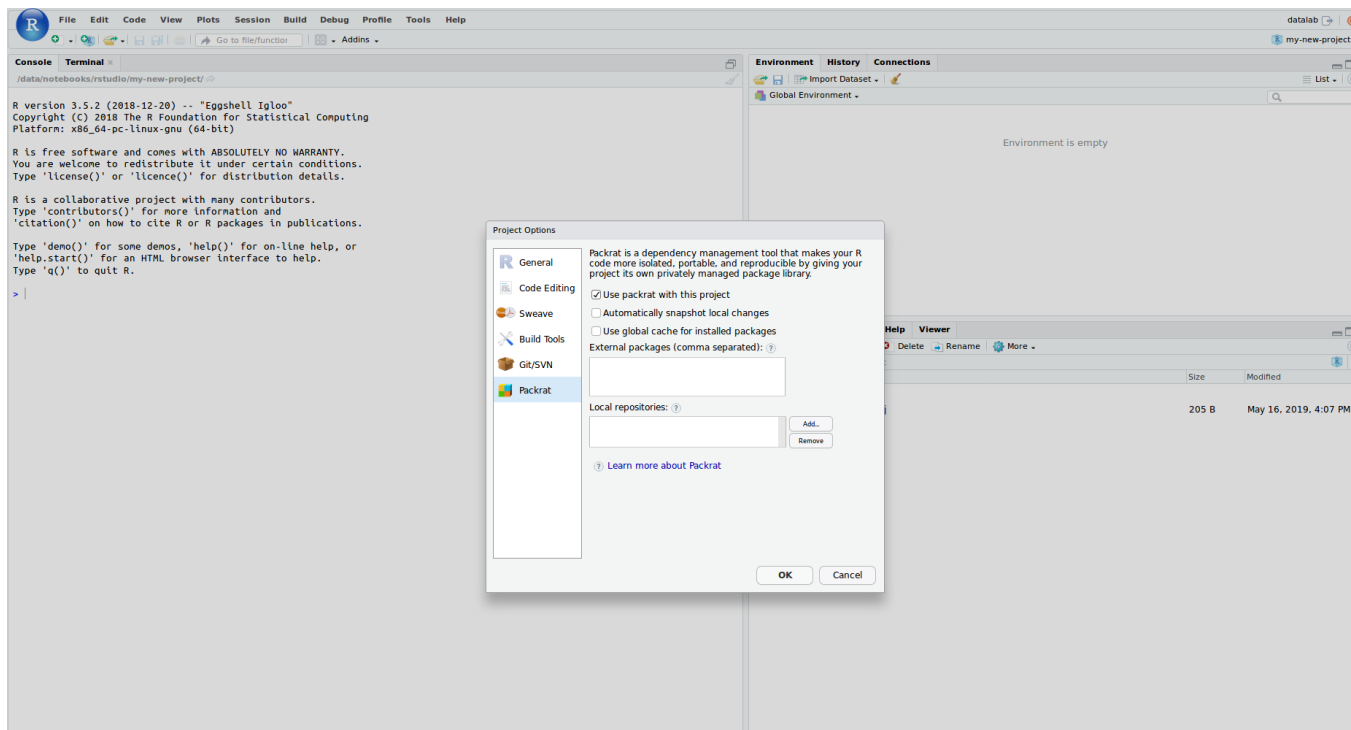 R File Edit Code View Plots Session Build Debug Profile Tools Help datalab
Go to file/function Addins my-new-project
Console Terminal
/data/notebooks/rstudio/my-new-project/
R version 3.5.2 (2018-12-20) -- "Eggshell Igloo"
Copyright (C) 2018 The R Foundation for Statistical Computing
Platform: x86_64-pc-linux-gnu (64-bit)
R is free software and comes with ABSOLUTELY NO WARRANTY.
You are welcome to redistribute it under certain conditions.
Type 'license()' or 'licence()' for distribution details.
R is a collaborative project with many contributors.
Type 'contributors()' for more information and
'citation()' on how to cite R or R packages in publications.
Type 'demo()' for some demos, 'help()' for on-line help, or
'help.start()' for an HTML browser interface to help.
Type 'q()' to quit R.
>
Environment History Connections
Import Dataset List
Global Environment
Environment is empty
Project Options
General
Code Editing
Sweave
Build Tools
Git/SVN
Packrat
Packrat is a dependency management tool that makes your R
code more isolated, portable, and reproducible by giving your
project its own privately managed package library.
Use packrat with this project
Automatically snapshot local changes
Use global cache for installed packages
External packages (comma separated): ?
Local repositories: ?
Add...
Remove
? Learn more about Packrat
OK Cancel
Help Viewer
Delete Rename More
Size Modified
205 B May 16, 2019, 4:07 PM